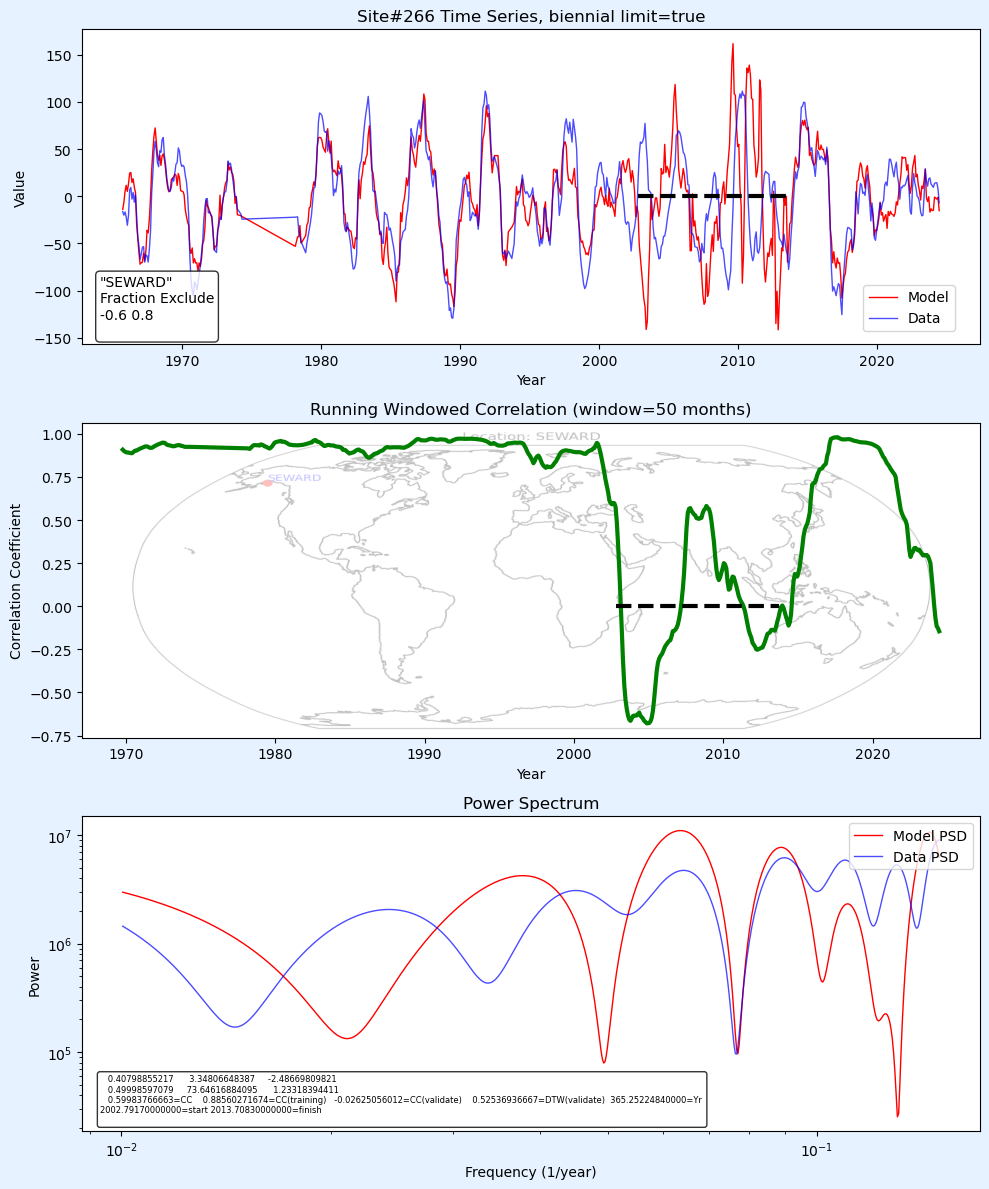 Site#266 Time Series, biennial limit=true
Value
150
100
50
0
−50
−100
−150
"SEWARD"
Fraction Exclude
-0.6 0.8
Model
Data
1970
1980
1990
2000
2010
2020
Year
Running Windowed Correlation (window=50 months)
Location: SEWARD
SEWARD
Correlation Coefficient
1.00
0.75
0.50
0.25
0.00
−0.25
−0.50
−0.75
1970
1980
1990
2000
2010
2020
Year
Power Spectrum
Model PSD
Data PSD
Power
10⁷
10⁶
10⁵
0.40798855217 3.34806648387 -2.48669809821
0.49998597079 73.64616884095 1.23318394411
0.59983766663=CC 0.88560271674=CC(training) -0.02625056012=CC(validate) 0.52536936667=DTW(validate) 365.25224840000=Yr
2002.79170000000=start 2013.70830000000=finish
10⁻²
10⁻¹
Frequency (1/year)